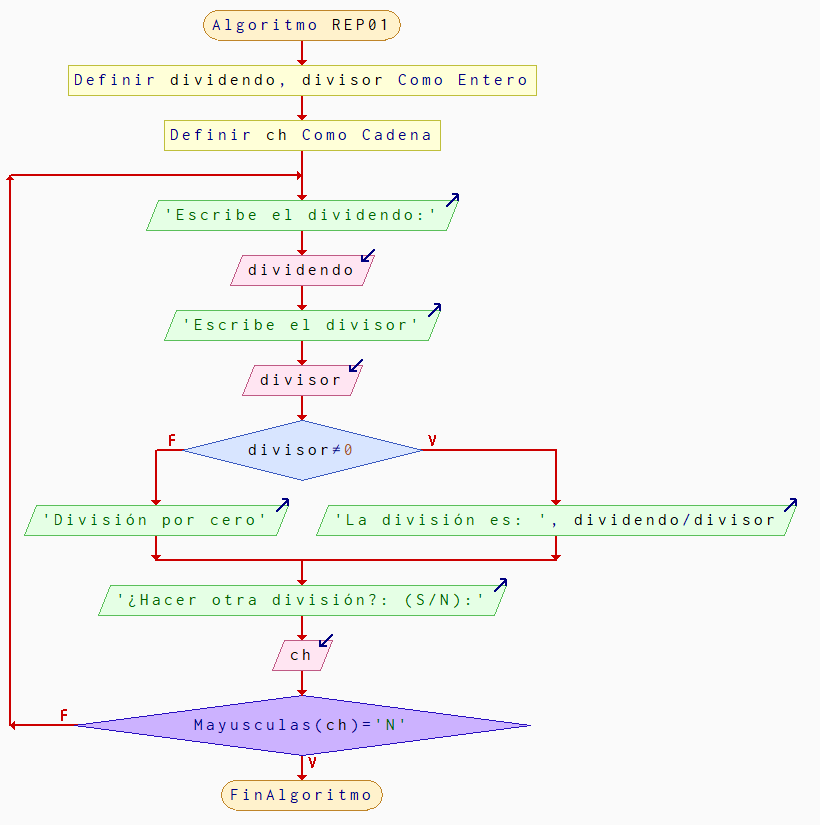 Algoritmo REP01
Definir dividendo, divisor Como Entero
Definir ch Como Cadena
'Escribe el dividendo:'
dividendo
'Escribe el divisor'
divisor
F
V
divisor≠0
'División por cero'
'La división es: ', dividendo/divisor
'¿Hacer otra división?: (S/N):'
ch
F
Mayusculas(ch)='N'
V
FinAlgoritmo